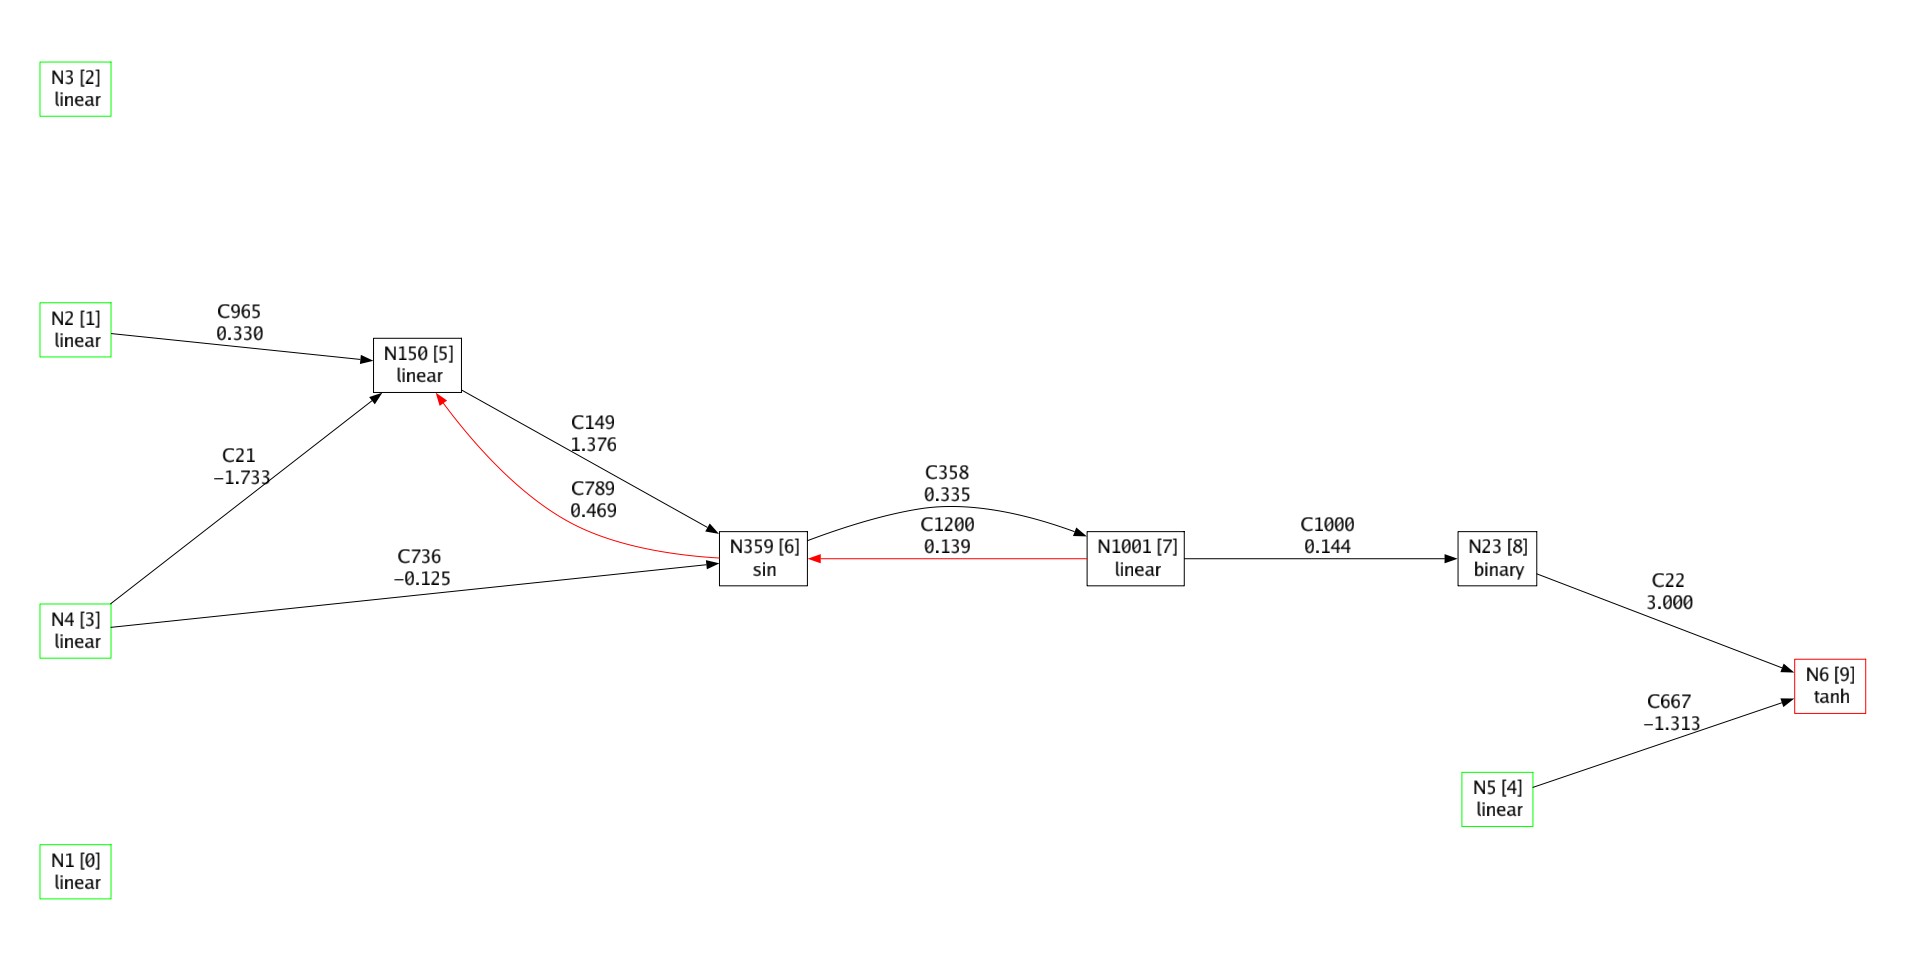 N3 [2]
linear
N2 [1]
linear
C965
0.330
N150 [5]
linear
C21
−1.733
C149
1.376
C789
0.469
C736
−0.125
N4 [3]
linear
N359 [6]
sin
C358
0.335
C1200
0.139
N1001 [7]
linear
C1000
0.144
N23 [8]
binary
C22
3.000
N6 [9]
tanh
C667
−1.313
N5 [4]
linear
N1 [0]
linear